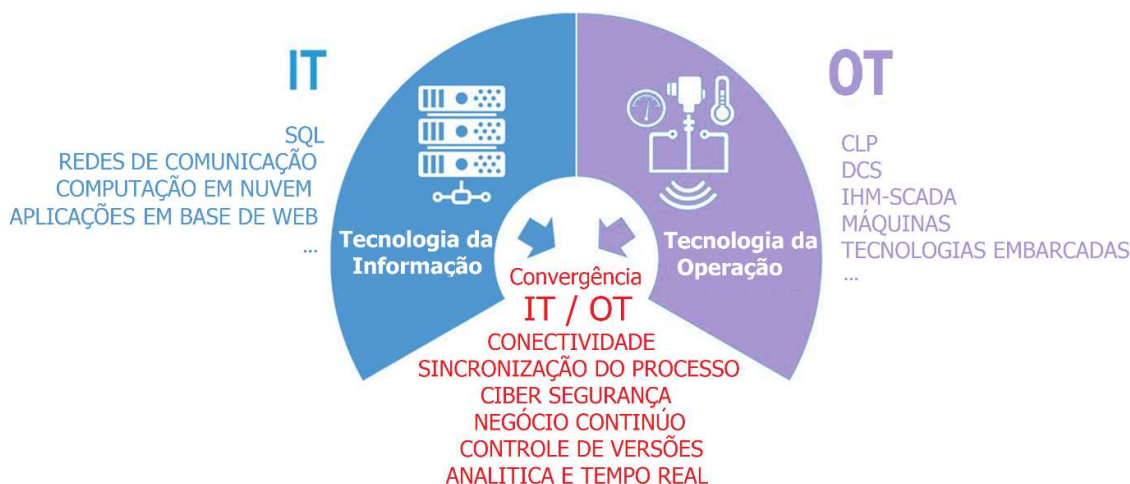 IT
SQL
REDES DE COMUNICAÇÃO
COMPUTAÇÃO EM NUVEM
APLICAÇÕES EM BASE DE WEB
...
Tecnologia da
Informação
OT
CLP
DCS
IHM-SCADA
MÁQUINAS
TECNOLOGIAS EMBARCADAS
...
Tecnologia da
Operação
Convergência
IT / OT
CONECTIVIDADE
SINCRONIZAÇÃO DO PROCESSO
CIBER SEGURANÇA
NEGÓCIO CONTINÚO
CONTROLE DE VERSÕES
ANALITICA E TEMPO REAL